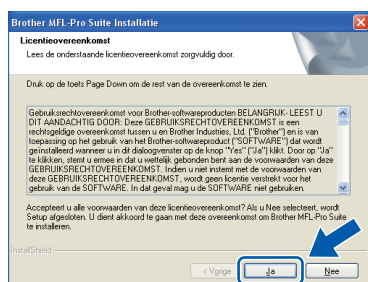 Brother MFL-Pro Suite Installatie
Licentieovereenkomst
Lees de onderstaande licentieovereenkomst zorgvuldig door.
Druk op de toets Page Down om de rest van de overeenkomst te zien.
Gebruiksrechtovereenkomst voor Brother-softwareproducten BELANGRIJK- LEEST U
DIT AANDACHTIG DOOR: Deze GEBRUIKSRECHTOVEREENKOMST is een
rechtsgeldige overeenkomst tussen u en Brother Industries, Ltd. ("Brother") en is van
toepassing op het gebruik van het Brother-softwareproduct ("SOFTWARE") dat wordt
geïnstalleerd wanneer u in dit dialoogvenster op de knop "Yes" ("Ja") klikt. Door op "Ja"
te klikken, stemt u ermee in dat u wettelijk gebonden bent aan de voorwaarden van deze
GEBRUIKSRECHTOVEREENKOMST. Indien u niet instemt met de voorwaarden van
deze GEBRUIKSRECHTOVEREENKOMST, wordt geen licentie verstrekt voor het
gebruik van de SOFTWARE. In dat geval mag u de SOFTWARE niet gebruiken.
Accepteert u alle voorwaarden van deze licentieovereenkomst? Als u Nee selecteert, wordt
Setup afgesloten. U dient akkoord te gaan met deze overeenkomst om Brother MFL-Pro Suite
te installeren.
InstallShield
< Vorige
Ja
Nee